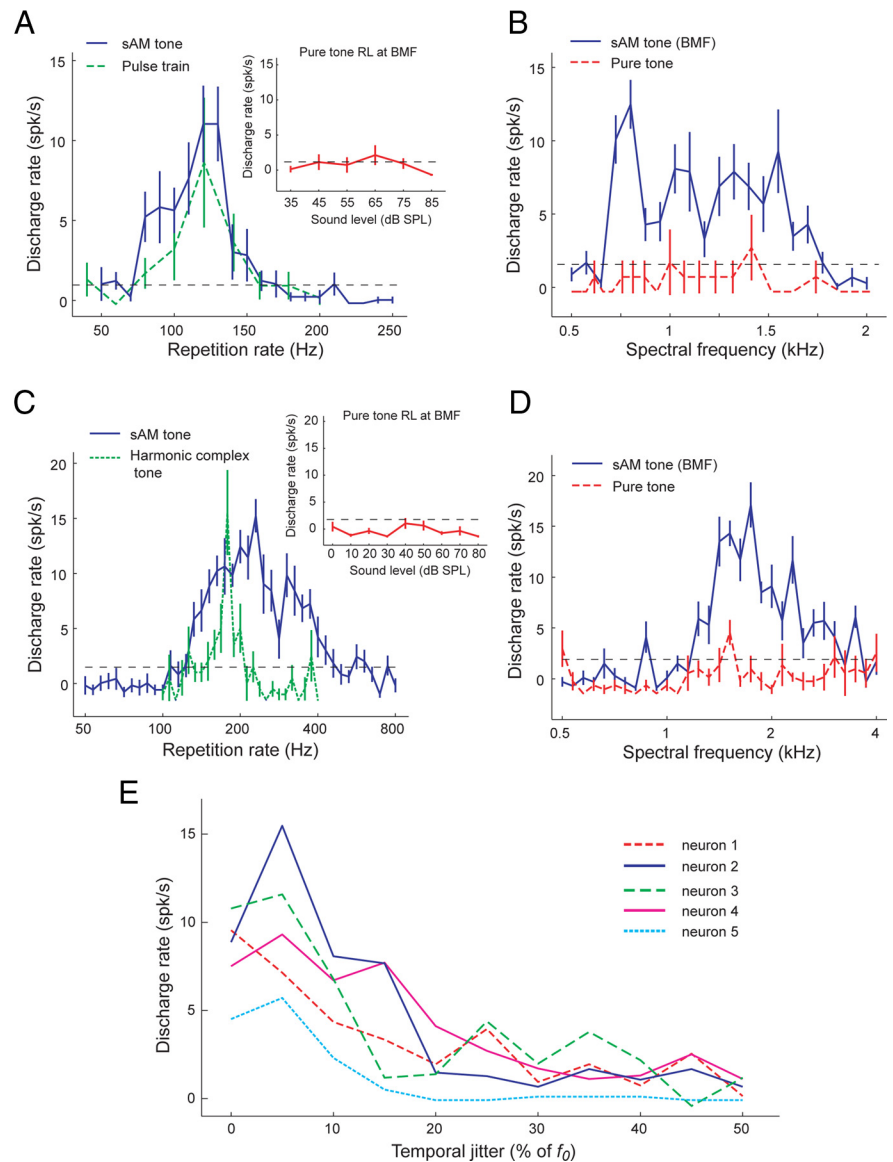 A
sAM tone
Pulse train
Pure tone RL at BMF
Discharge rate (spk/s)
15
10
5
0
35 45 55 65 75 85
Sound level (dB SPL)
Discharge rate (spk/s)
15
10
5
0
50 100 150 200 250
Repetition rate (Hz)
B
sAM tone (BMF)
Pure tone
Discharge rate (spk/s)
15
10
5
0
0.5 1 1.5 2
Spectral frequency (kHz)
C
sAM tone
Harmonic complex
tone
Pure tone RL at BMF
Discharge rate (spk/s)
20
15
10
5
0
0 10 20 30 40 50 60 70 80
Sound level (dB SPL)
Discharge rate (spk/s)
20
15
10
5
0
50 100 200 400 800
Repetition rate (Hz)
D
sAM tone (BMF)
Pure tone
Discharge rate (spk/s)
20
15
10
5
0
0.5 1 2 4
Spectral frequency (kHz)
E
neuron 1
neuron 2
neuron 3
neuron 4
neuron 5
Discharge rate (spk/s)
15
10
5
0
0 10 20 30 40 50
Temporal jitter (% of f0)